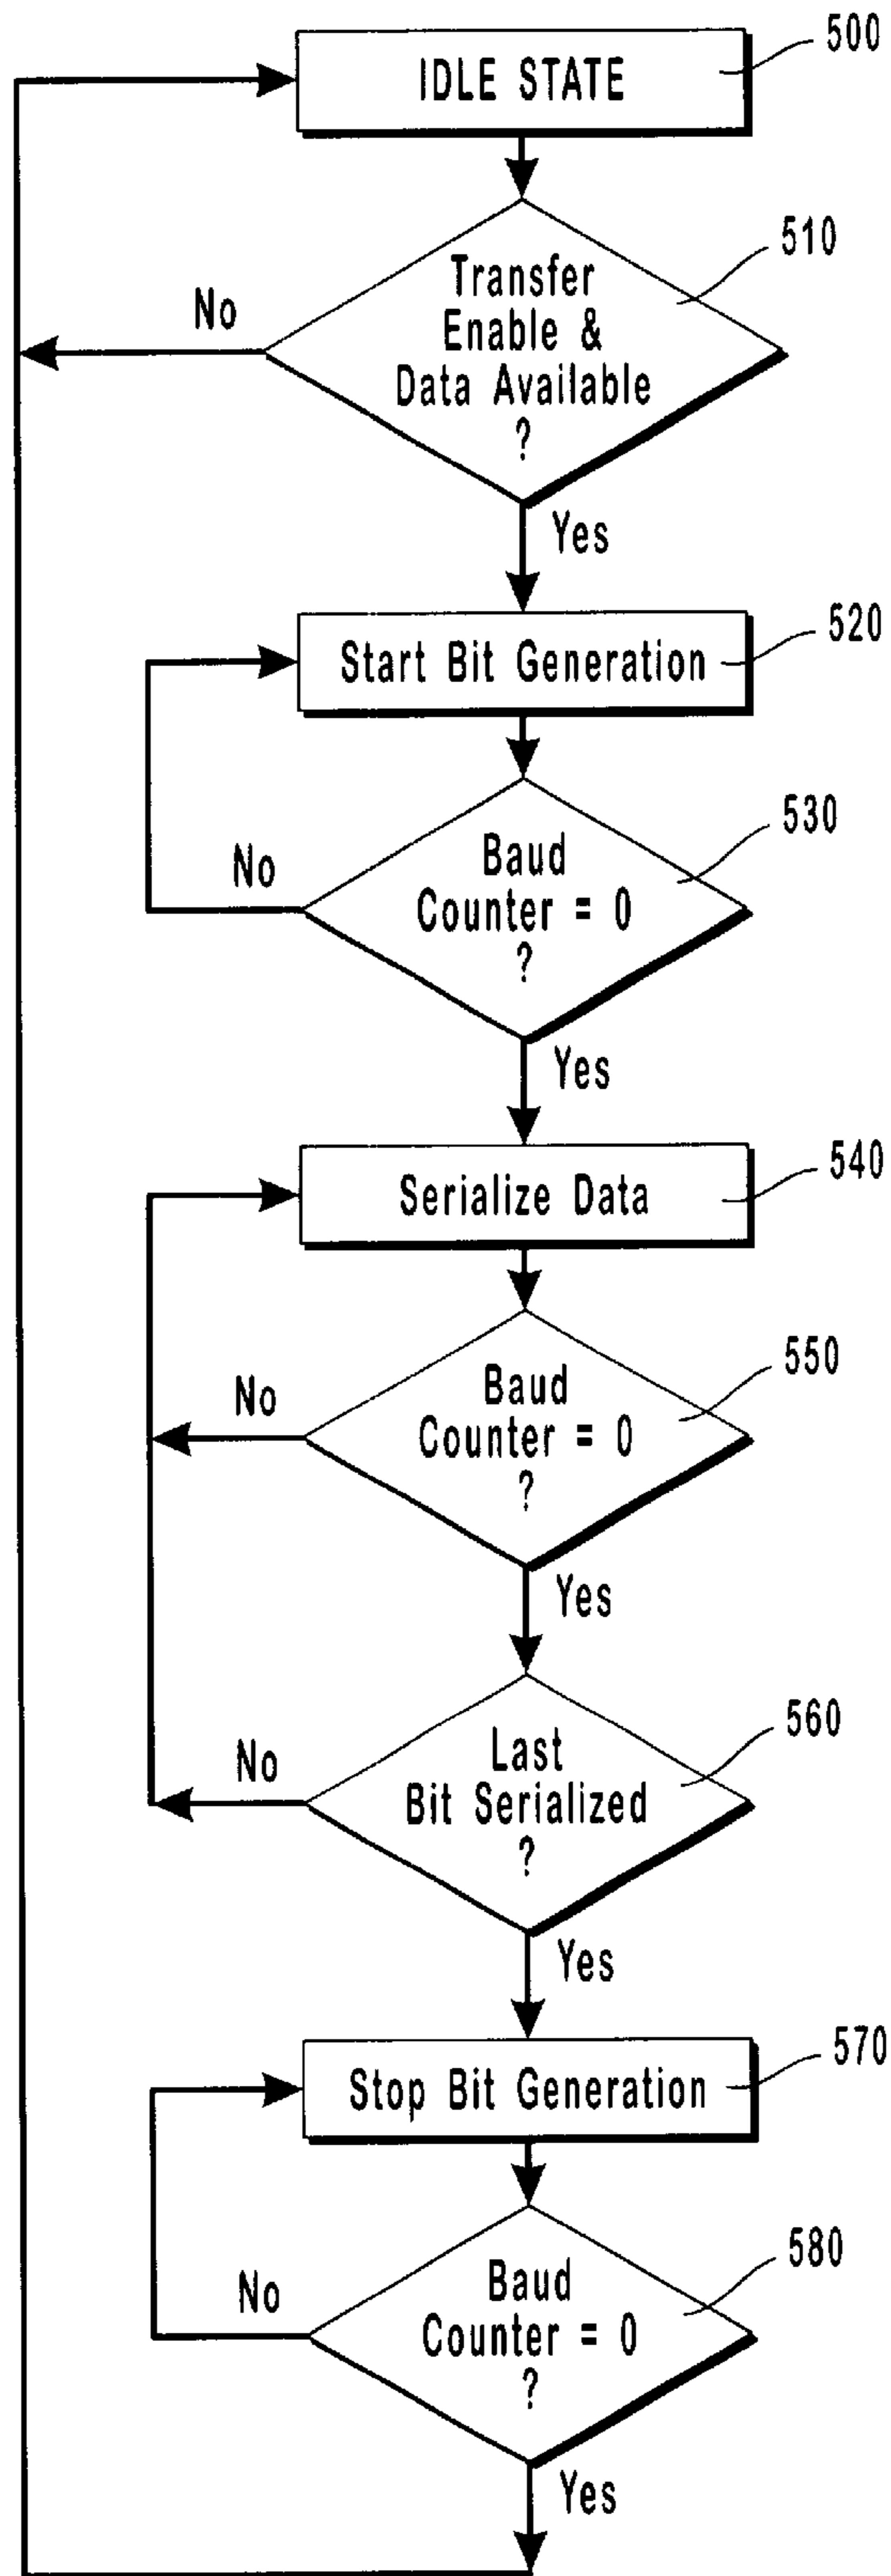 IDLE STATE
500
Transfer
Enable &
Data Available
?
510
No
Yes
Start Bit Generation
520
Baud
Counter = 0
?
530
No
Yes
Serialize Data
540
Baud
Counter = 0
?
550
No
Yes
Last
Bit Serialized
?
560
No
Yes
Stop Bit Generation
570
Baud
Counter = 0
?
580
No
Yes